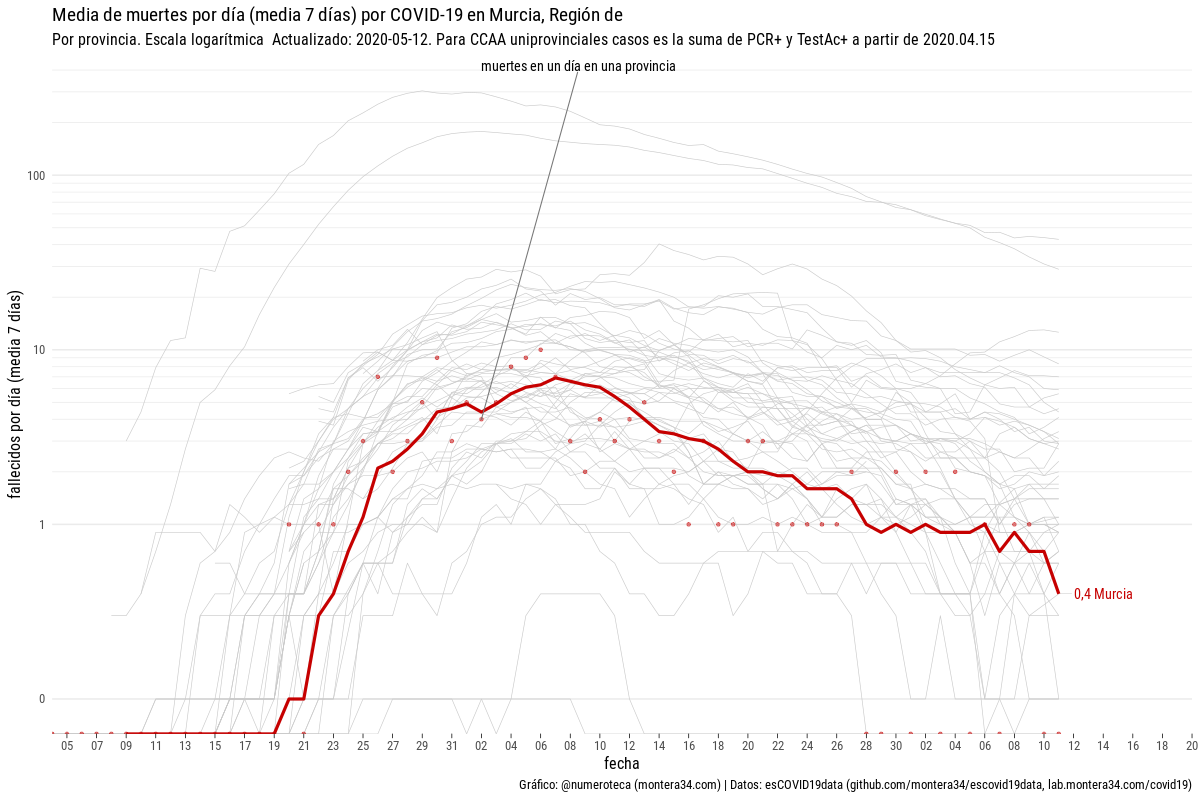 Media de muertes por día (media 7 días) por COVID-19 en Murcia, Región de
Por provincia. Escala logarítmica  Actualizado: 2020-05-12. Para CCAA uniprovinciales casos es la suma de PCR+ y TestAc+ a partir de 2020.04.15
muertes en un día en una provincia
fallecidos por día (media  7 días)
100
10
1
0
0,4 Murcia
05 07 09 11 13 15 17 19 21 23 25 27 29 31 02 04 06 08 10 12 14 16 18 20 22 24 26 28 30 02 04 06 08 10 12 14 16 18 20
fecha
Gráfico: @numeroteca (montera34.com) | Datos: esCOVID19data (github.com/montera34/escovid19data, lab.montera34.com/covid19)